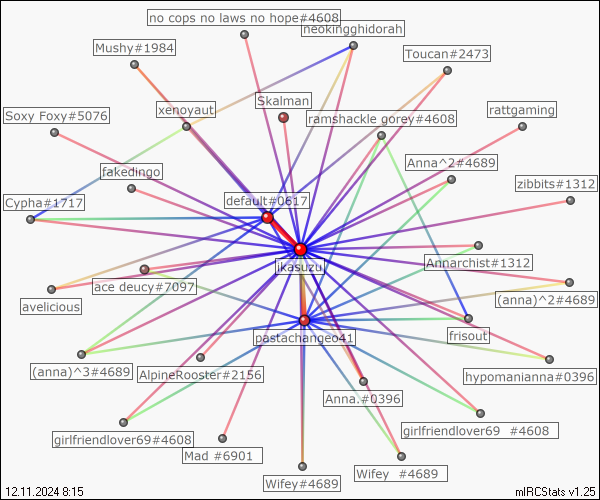 no cops no laws no hope#4608
neokingghidorah
Mushy#1984
Toucan#2473
Skalman
xenoyaut
rattgaming
Soxy Foxy#5076
ramshackle gorey#4608
Anna^2#4689
fakedingo
zibbits#1312
Cypha#1717
default#0617
Annarchist#1312
ikasuzu
ace deucy#7097
(anna)^2#4689
avelicious
frisout
pastachangeo41
(anna)^3#4689
AlpineRooster#2156
hypomanianna#0396
Anna.#0396
girlfriendlover69 #4608
girlfriendlover69#4608
Mad #6901
Wifey #4689
Wifey#4689
12.11.2024 8:15
mIRCStats v1.25